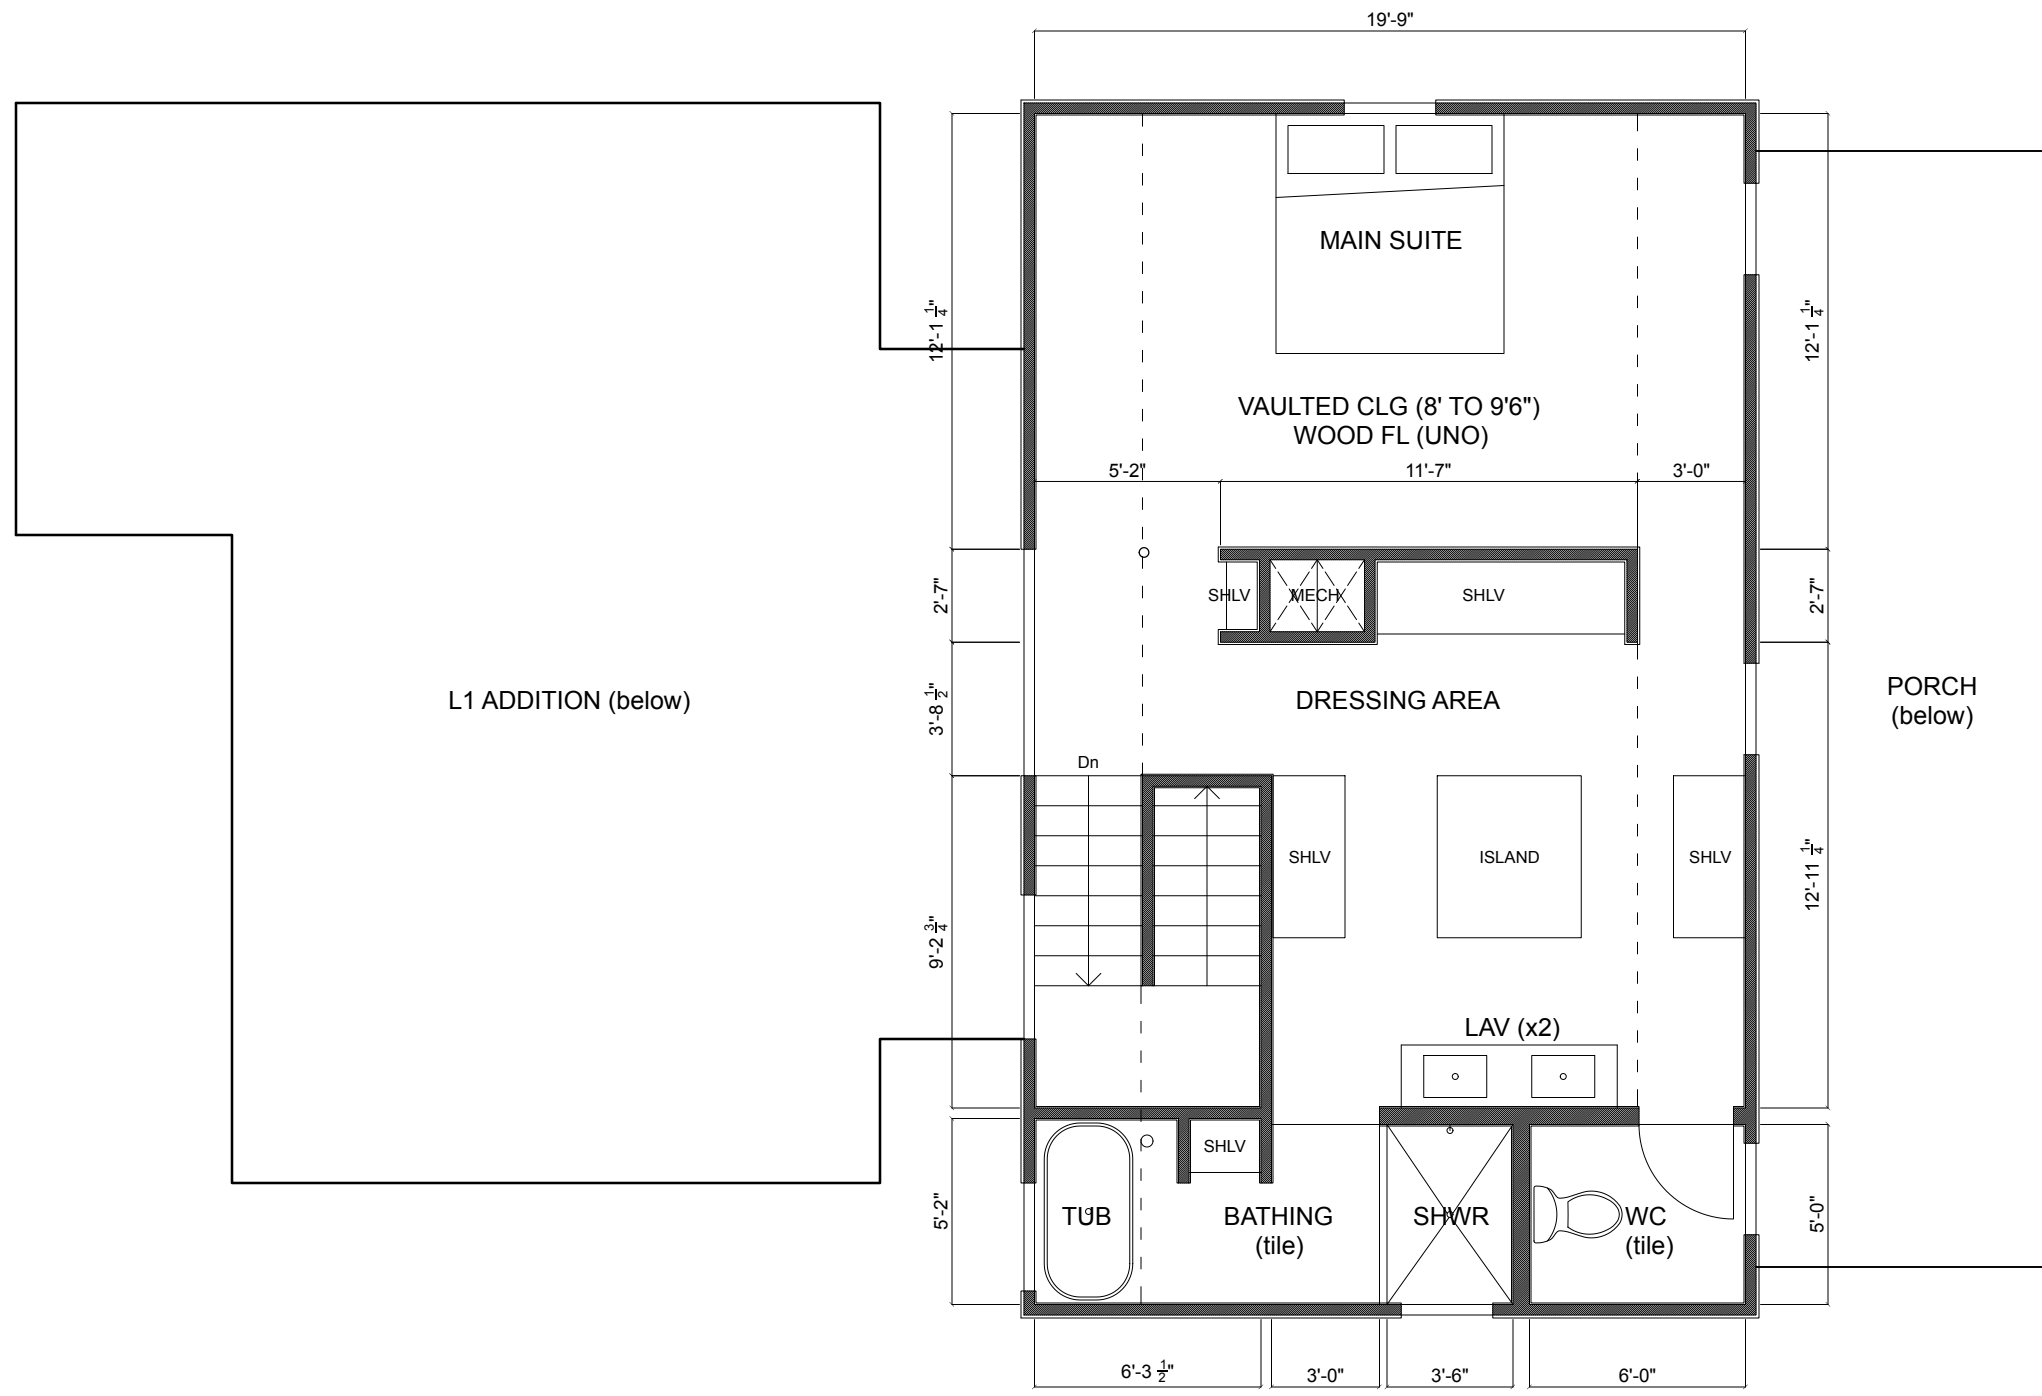 19'-9"
MAIN SUITE
12'-1 1/4"
12'-1 1/4"
VAULTED CLG (8' TO 9'6")
WOOD FL (UNO)
5'-2"
11'-7"
3'-0"
2'-7"
SHLV
MECH
SHLV
2'-7"
L1 ADDITION (below)
3'-8 1/2"
DRESSING AREA
PORCH
(below)
Dn
SHLV
ISLAND
SHLV
12'-11 1/4"
9'-2 3/4"
LAV (x2)
SHLV
5'-2"
TUB
BATHING
(tile)
SHWR
WC
(tile)
5'-0"
6'-3 1/2"
3'-0"
3'-6"
6'-0"